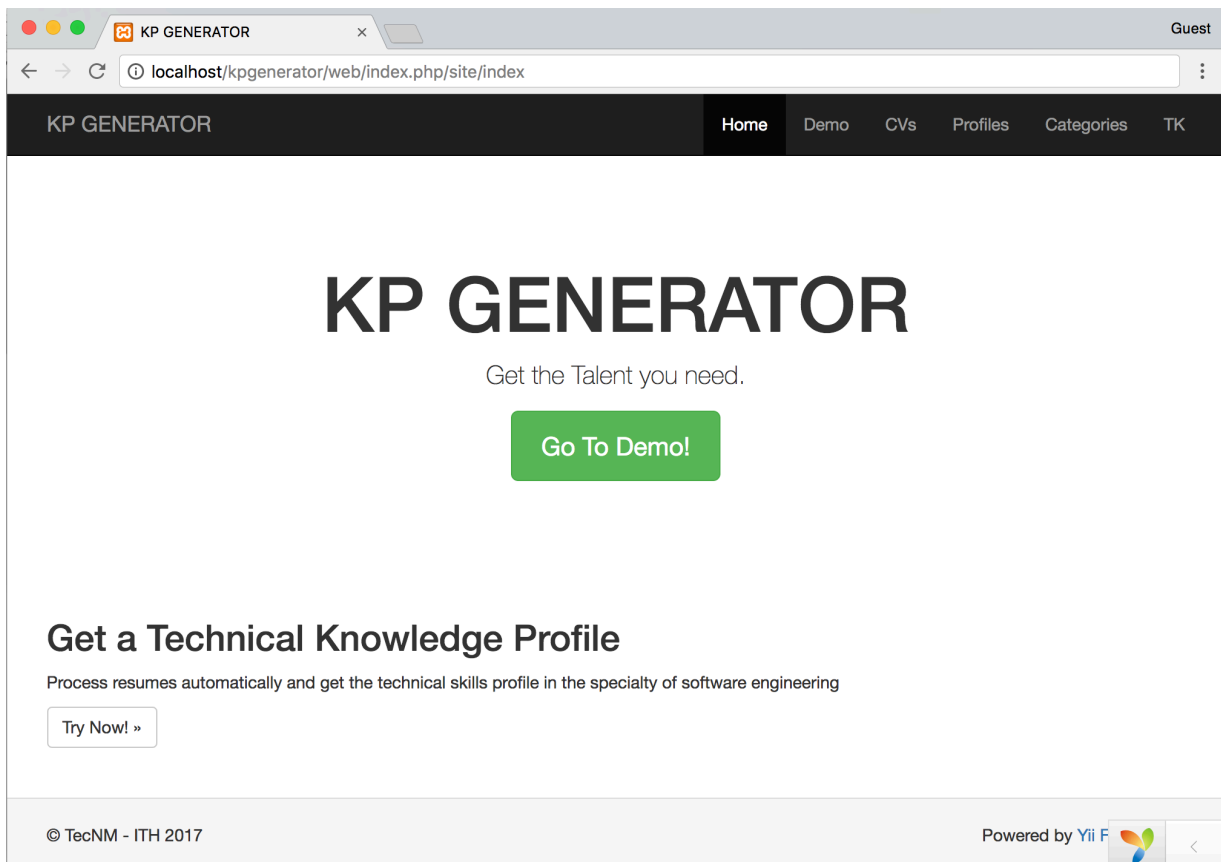 KP GENERATOR
Guest
localhost/kpgenerator/web/index.php/site/index
KP GENERATOR Home Demo CVs Profiles Categories TK
KP GENERATOR
Get the Talent you need.
Go To Demo!
Get a Technical Knowledge Profile
Process resumes automatically and get the technical skills profile in the specialty of software engineering
Try Now! »
© TecNM - ITH 2017 Powered by Yii F